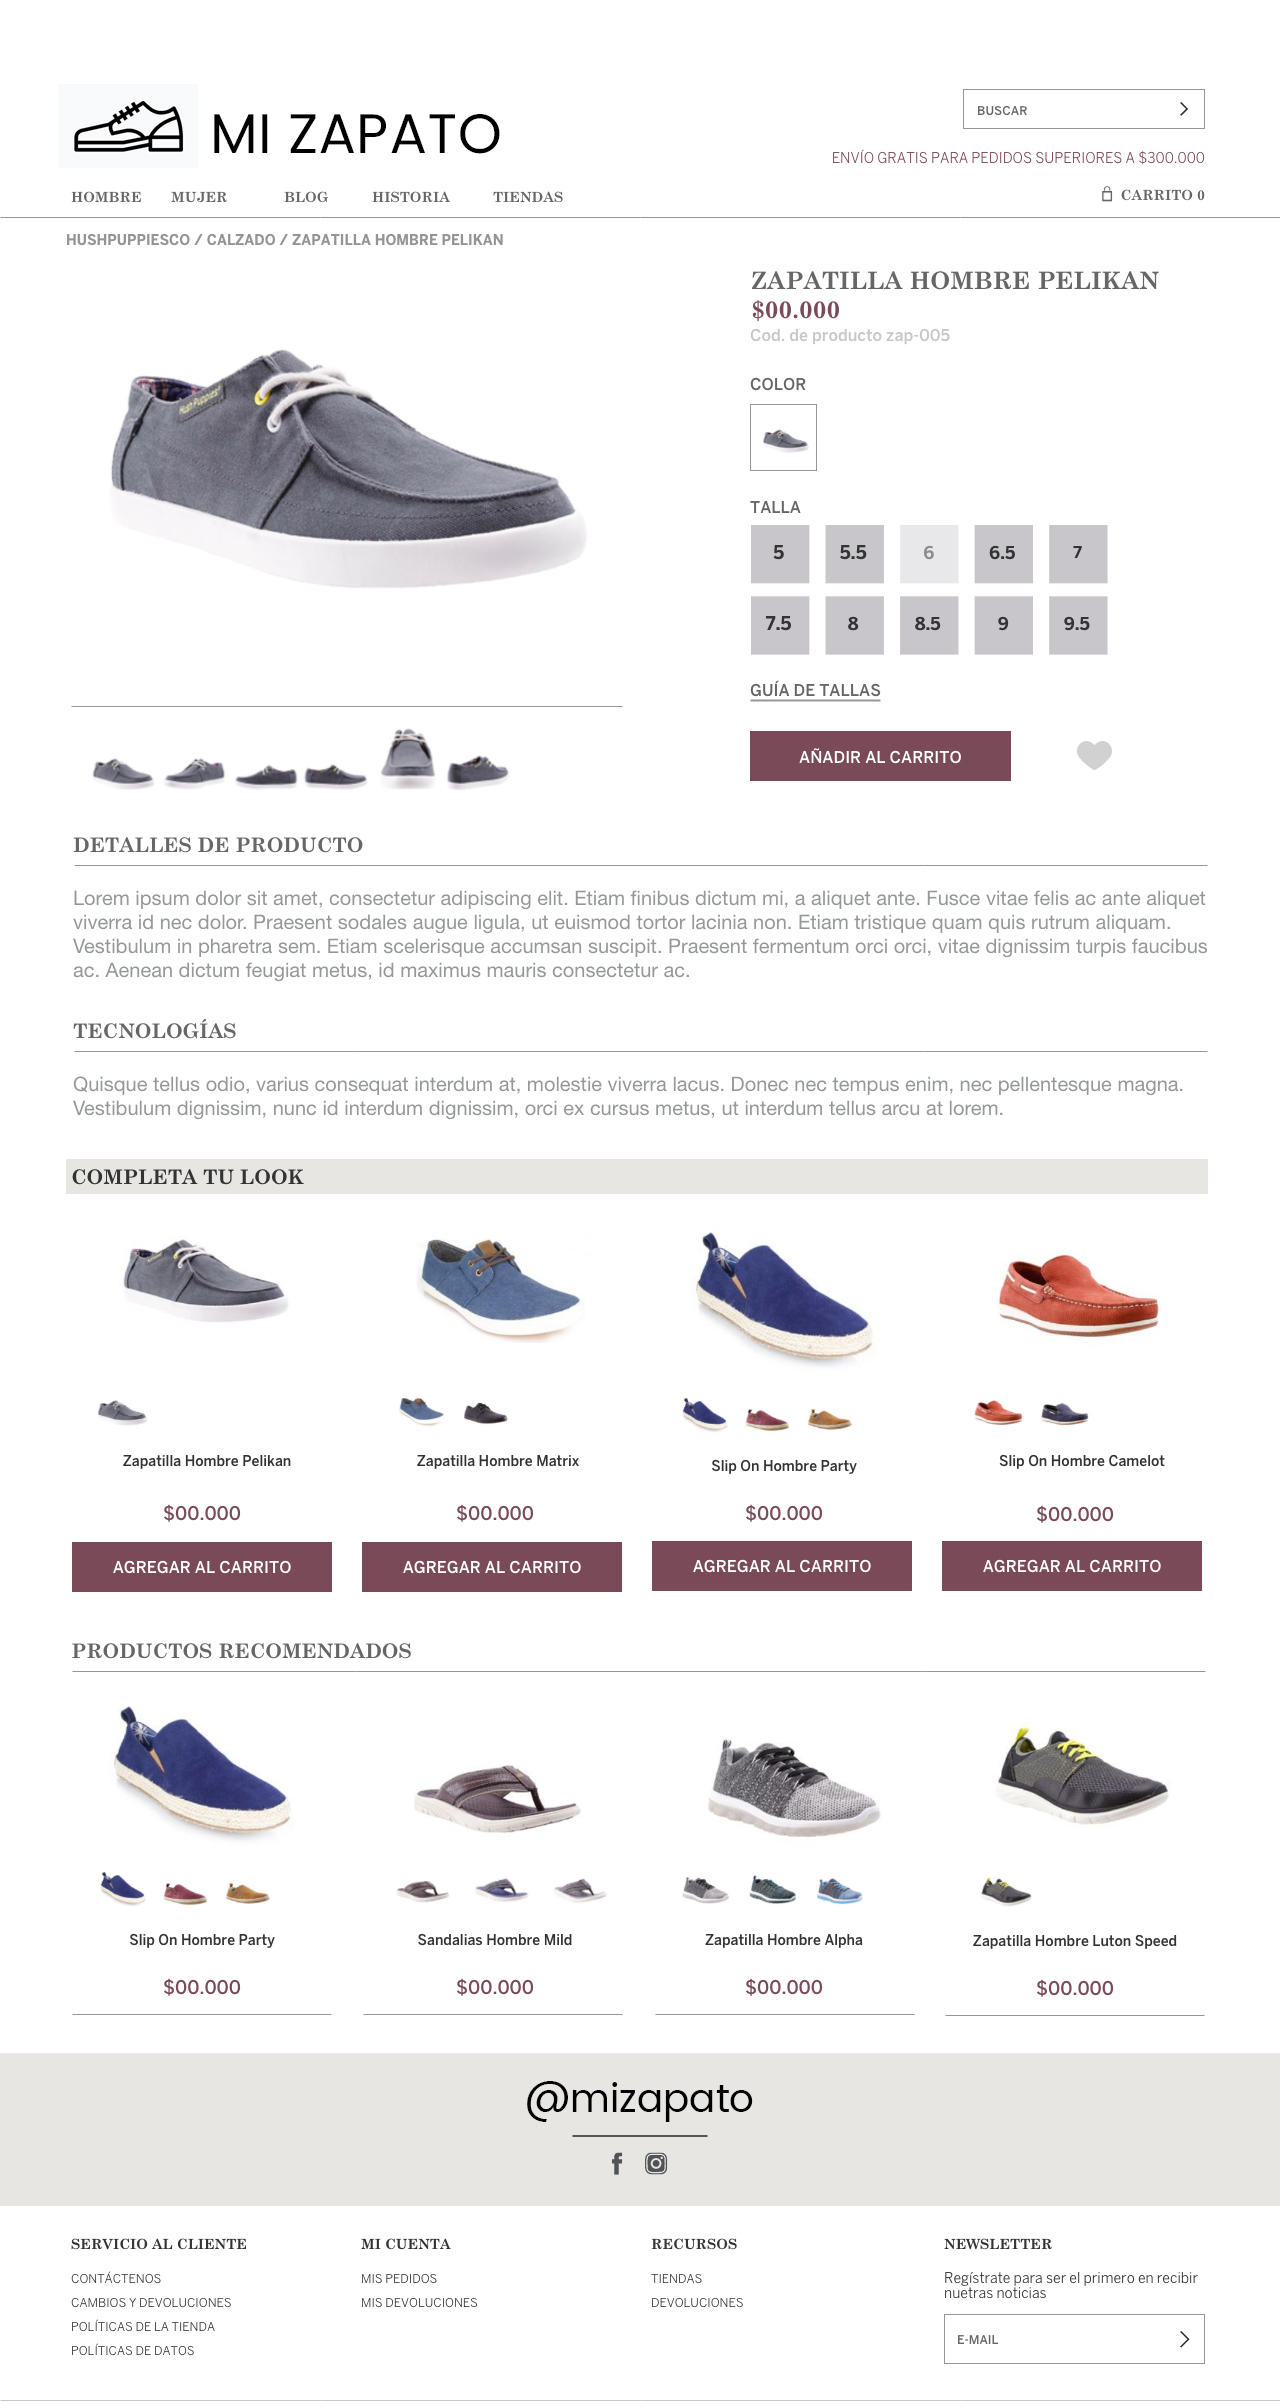 MI ZAPATO
BUSCAR
ENVÍO GRATIS PARA PEDIDOS SUPERIORES A $300.000
HOMBRE MUJER BLOG HISTORIA TIENDAS
CARRITO 0
HUSHPUPPIESCO / CALZADO / ZAPATILLA HOMBRE PELIKAN
ZAPATILLA HOMBRE PELIKAN
$00.000
Cod. de producto zap-005
Hush Puppies
COLOR
TALLA
5 5.5 6 6.5 7
7.5 8 8.5 9 9.5
GUÍA DE TALLAS
AÑADIR AL CARRITO
DETALLES DE PRODUCTO
Lorem ipsum dolor sit amet, consectetur adipiscing elit. Etiam finibus dictum mi, a aliquet ante. Fusce vitae felis ac ante aliquet
viverra id nec dolor. Praesent sodales augue ligula, ut euismod tortor lacinia non. Etiam tristique quam quis rutrum aliquam.
Vestibulum in pharetra sem. Etiam scelerisque accumsan suscipit. Praesent fermentum orci orci, vitae dignissim turpis faucibus
ac. Aenean dictum feugiat metus, id maximus mauris consectetur ac.
TECNOLOGÍAS
Quisque tellus odio, varius consequat interdum at, molestie viverra lacus. Donec nec tempus enim, nec pellentesque magna.
Vestibulum dignissim, nunc id interdum dignissim, orci ex cursus metus, ut interdum tellus arcu at lorem.
COMPLETA TU LOOK
Zapatilla Hombre Pelikan
Zapatilla Hombre Matrix
Slip On Hombre Party
Slip On Hombre Camelot
$00.000 $00.000 $00.000 $00.000
AGREGAR AL CARRITO AGREGAR AL CARRITO AGREGAR AL CARRITO AGREGAR AL CARRITO
PRODUCTOS RECOMENDADOS
Slip On Hombre Party
Sandalias Hombre Mild
Zapatilla Hombre Alpha
Zapatilla Hombre Luton Speed
$00.000 $00.000 $00.000 $00.000
@mizapato
SERVICIO AL CLIENTE
CONTÁCTENOS
CAMBIOS Y DEVOLUCIONES
POLÍTICAS DE LA TIENDA
POLÍTICAS DE DATOS
MI CUENTA
MIS PEDIDOS
MIS DEVOLUCIONES
RECURSOS
TIENDAS
DEVOLUCIONES
NEWSLETTER
Regístrate para ser el primero en recibir
nuetras noticias
E-MAIL